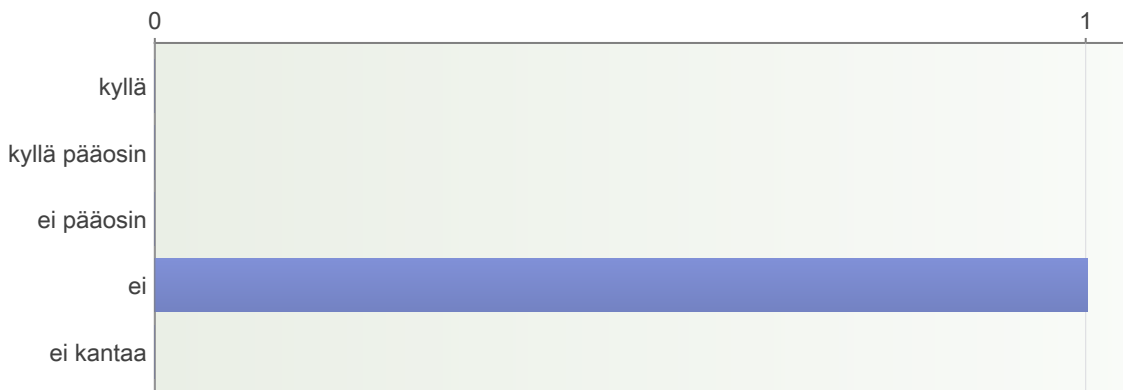 0 1
kyllä
kyllä pääosin
ei pääosin
ei
ei kantaa